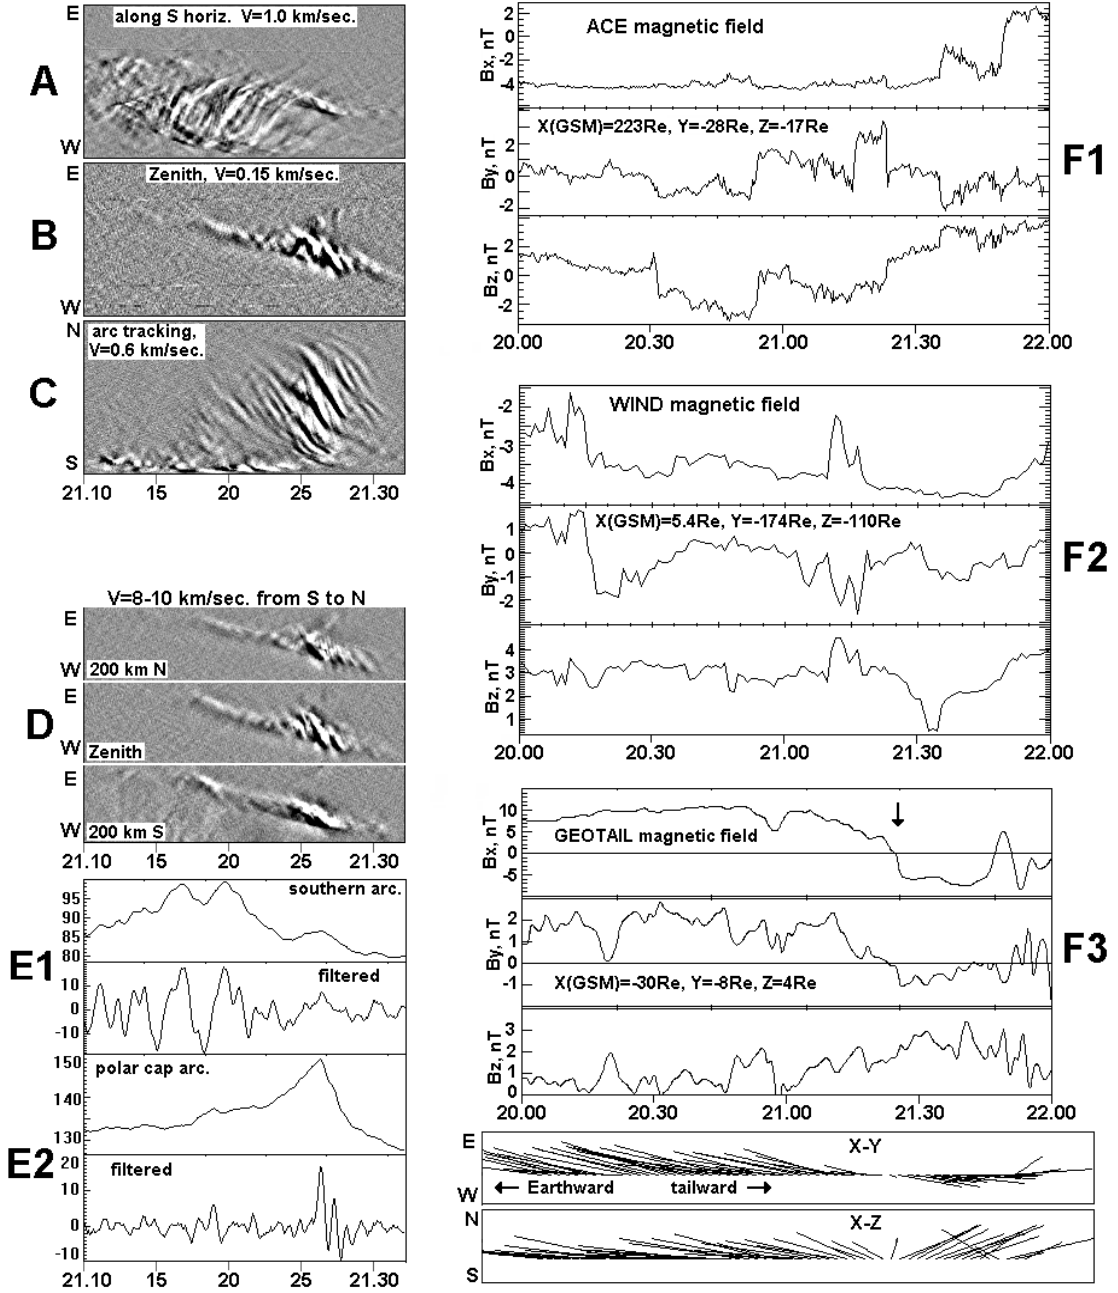 E
along S horiz. V=1.0 km/sec.
A
W
E
Zenith, V=0.15 km/sec.
B
W
N
arc tracking,
V=0.6 km/sec.
C
S
21.10 15 20 25 21.30
V=8-10 km/sec. from S to N
E
W
200 km N
E
D
W
Zenith
E
W
200 km S
21.10 15 20 25 21.30
southern arc.
95
90
85
80
E1
filtered
10
0
-10
150
polar cap arc.
140
130
E2
filtered
20
10
0
-10
21.10 15 20 25 21.30
ACE magnetic field
Bx, nT
2
0
-2
-4
X(GSM)=223Re, Y=-28Re, Z=-17Re
F1
By, nT
2
0
-2
Bz, nT
2
0
-2
20.00 20.30 21.00 21.30 22.00
WIND magnetic field
Bx, nT
-2
-3
-4
X(GSM)=5.4Re, Y=-174Re, Z=-110Re
F2
By, nT
1
0
-1
-2
Bz, nT
4
3
2
1
20.00 20.30 21.00 21.30 22.00
GEOTAIL magnetic field
Bx, nT
10
5
0
-5
By, nT
2
1
0
-1
F3
X(GSM)=-30Re, Y=-8Re, Z=4Re
Bz, nT
3
2
1
0
20.00 20.30 21.00 21.30 22.00
E
X-Y
W
Earthward tailward
N
X-Z
S